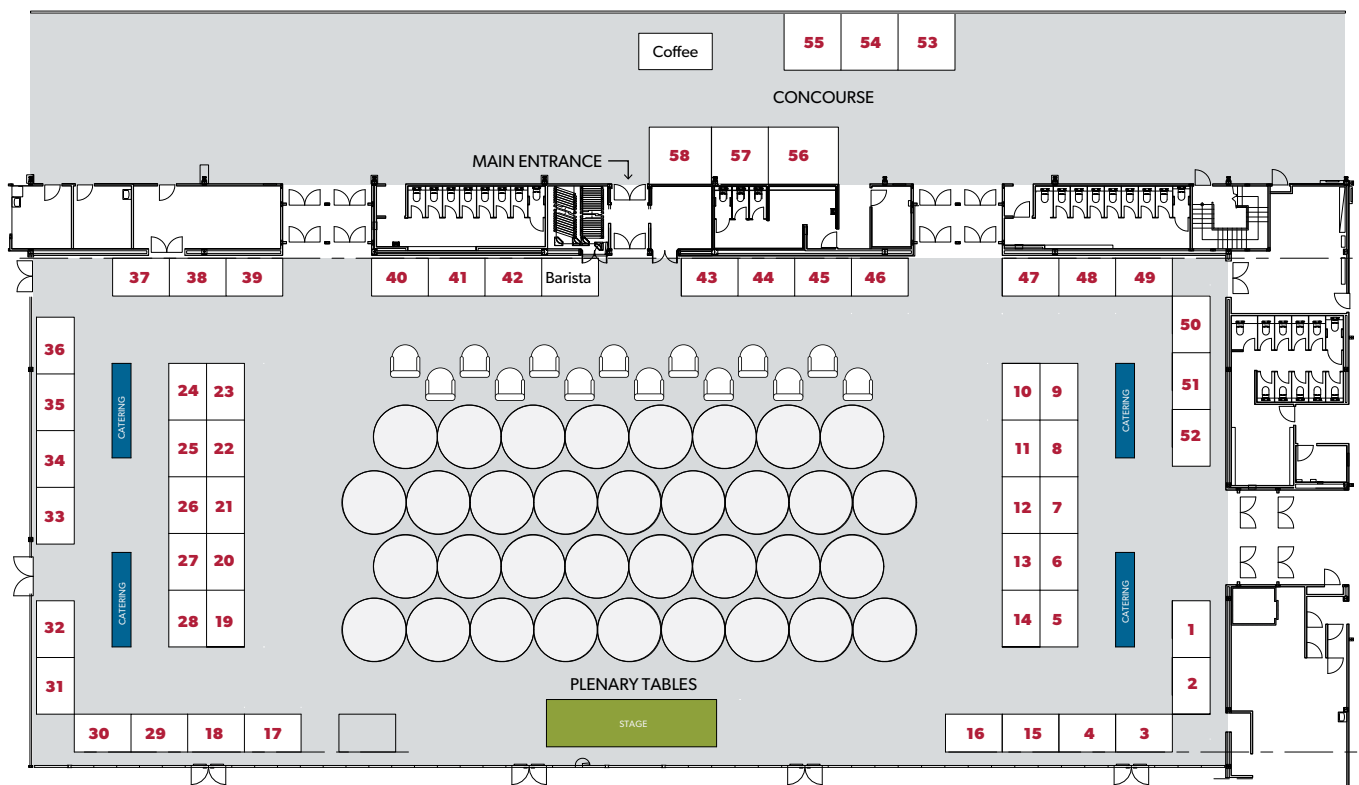 Coffee
55 54 53
CONCOURSE
MAIN ENTRANCE
58 57 56
37 38 39
40 41 42 Barista
43 44 45 46
47 48 49
36
35
34
33
32
31
CATERING
CATERING
24 23
25 22
26 21
27 20
28 19
10 9
11 8
12 7
13 6
14 5
CATERING
CATERING
50
51
52
1
2
PLENARY TABLES
STAGE
30 29 18 17
16 15 4 3